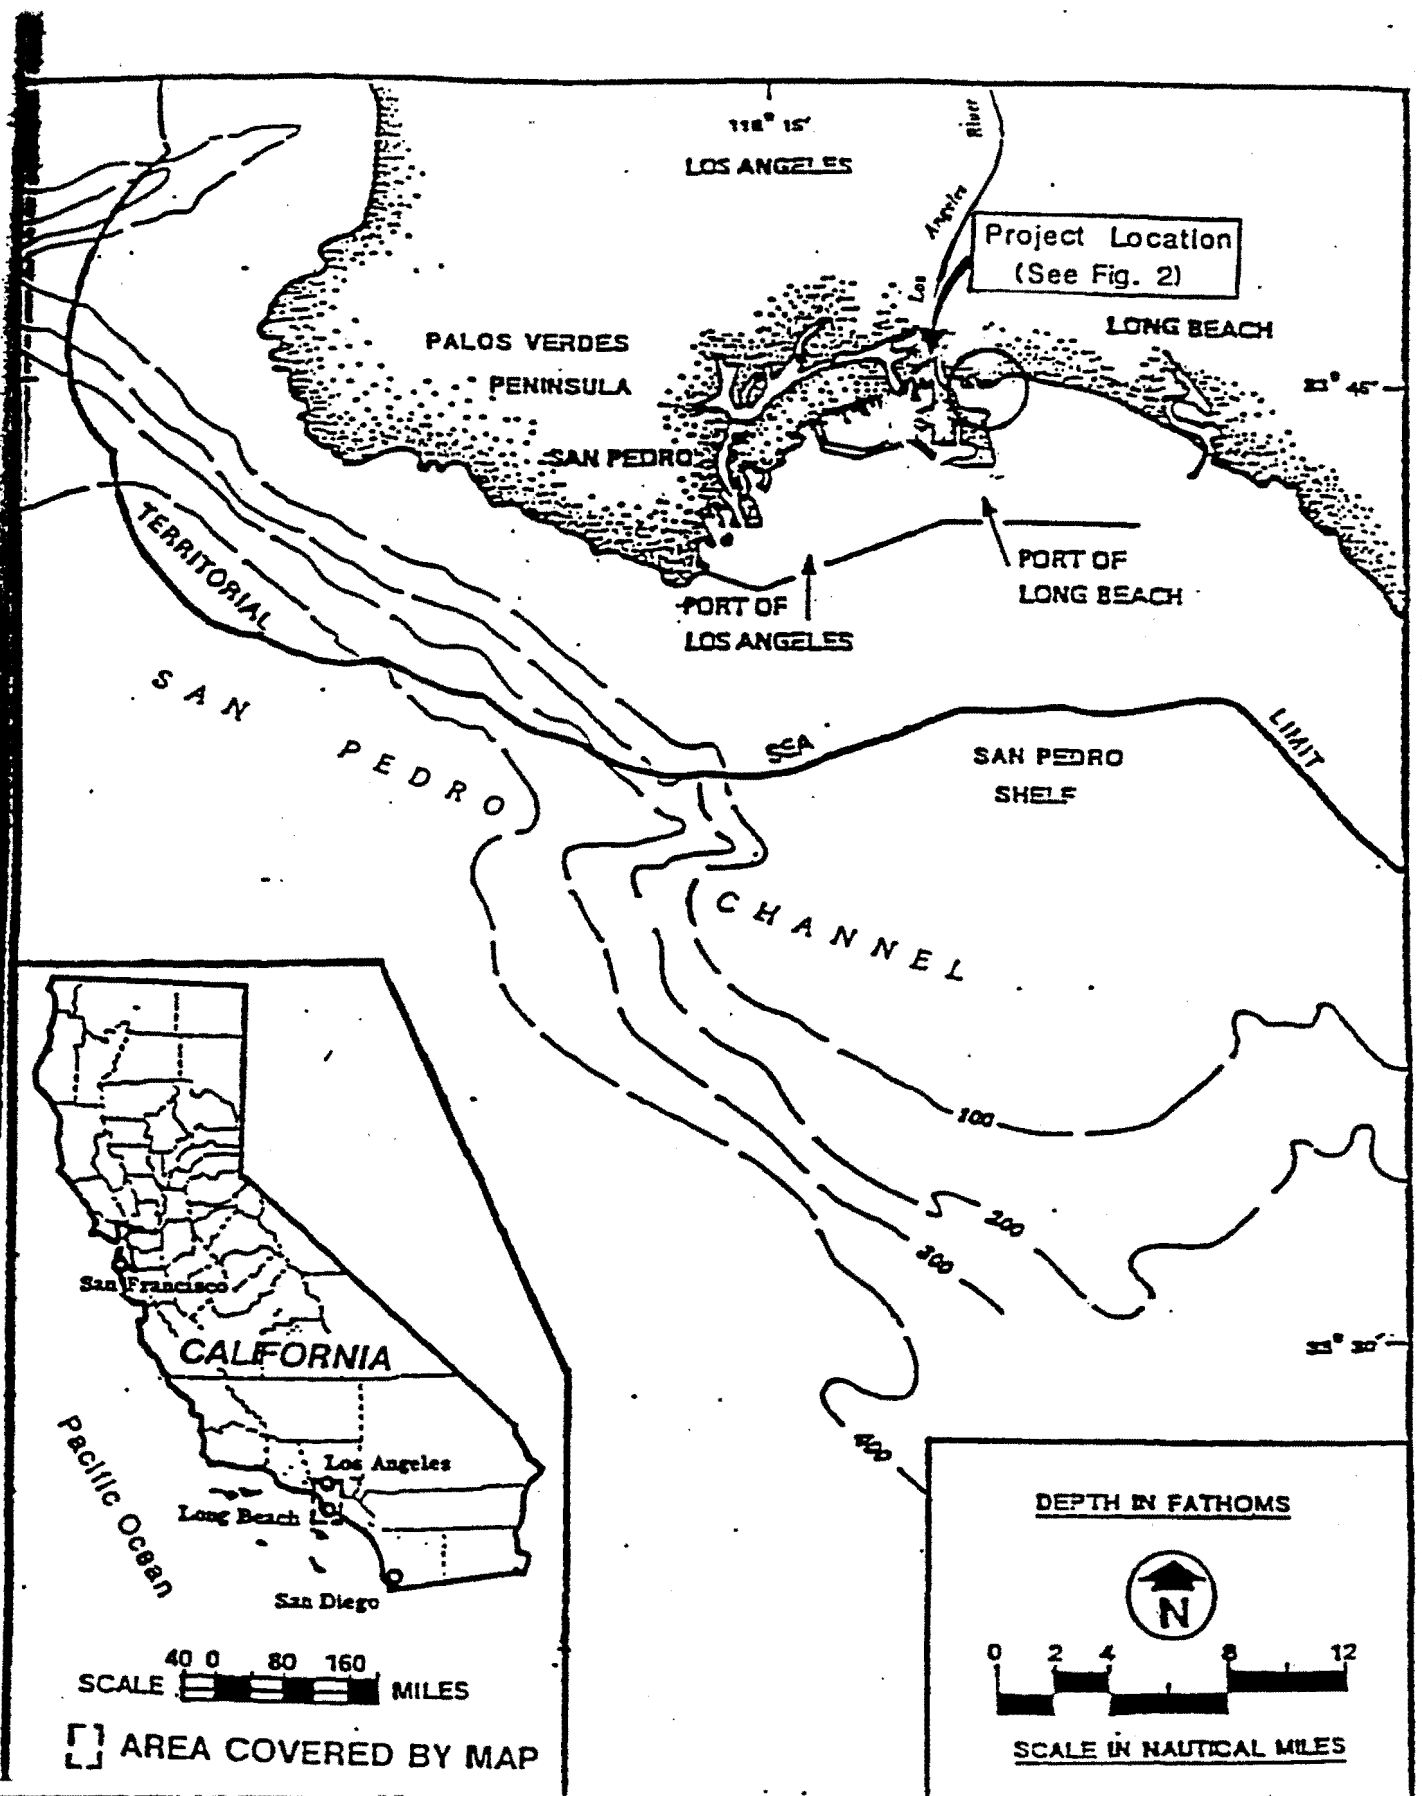 118° 15'
LOS ANGELES
Los Angeles River
Project Location
(See Fig. 2)
LONG BEACH
PALOS VERDES
PENINSULA
33° 45'
SAN PEDRO
TERRITORIAL
PORT OF
LONG BEACH
PORT OF
LOS ANGELES
SAN PEDRO
SEA
SAN PEDRO
SHELF
LIMIT
CHANNEL
100
200
300
400
33° 30'
San Francisco
CALIFORNIA
Pacific Ocean
Los Angeles
Long Beach
San Diego
40 0 80 160
SCALE MILES
AREA COVERED BY MAP
DEPTH IN FATHOMS
N
0 2 4 8 12
SCALE IN NAUTICAL MILES